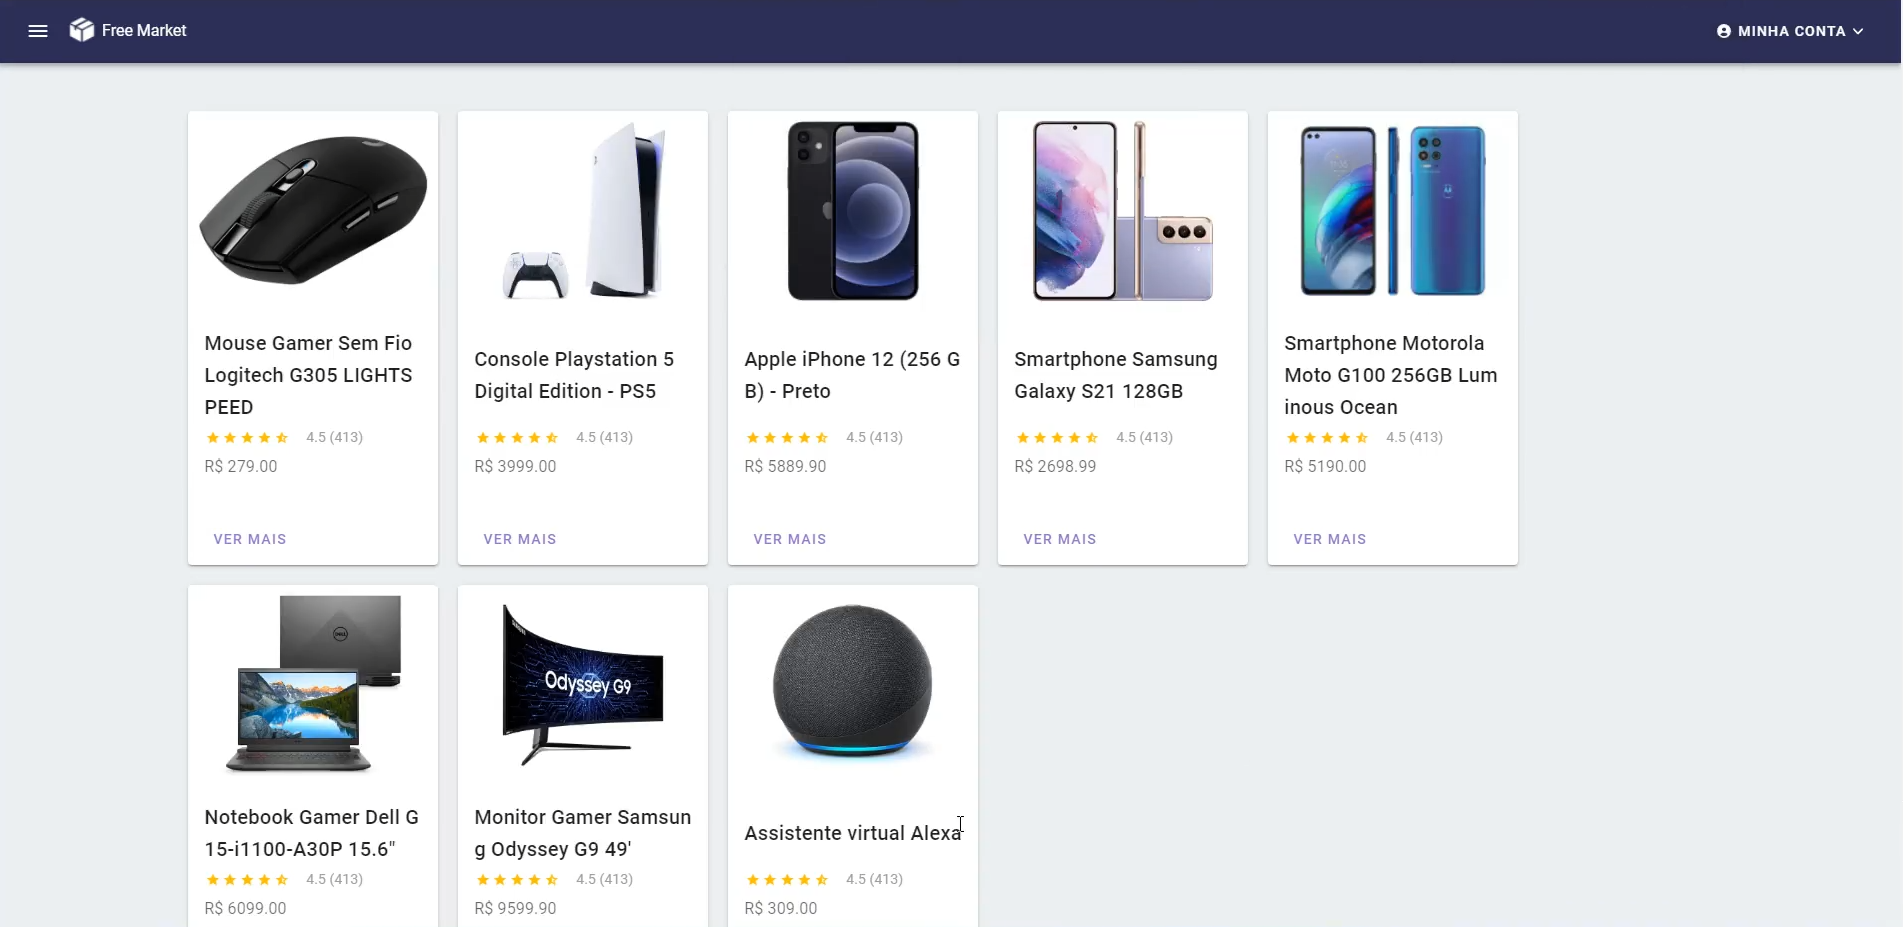 Free Market
MINHA CONTA
Mouse Gamer Sem Fio
Logitech G305 LIGHTS
PEED
4.5 (413)
R$ 279.00
VER MAIS
Console Playstation 5
Digital Edition - PS5
4.5 (413)
R$ 3999.00
VER MAIS
Apple iPhone 12 (256 G
B) - Preto
4.5 (413)
R$ 5889.90
VER MAIS
Smartphone Samsung
Galaxy S21 128GB
4.5 (413)
R$ 2698.99
VER MAIS
Smartphone Motorola
Moto G100 256GB Lum
inous Ocean
4.5 (413)
R$ 5190.00
VER MAIS
DELL
Notebook Gamer Dell G
15-i1100-A30P 15.6"
4.5 (413)
R$ 6099.00
SAMSUNG
Odyssey G9
Monitor Gamer Samsun
g Odyssey G9 49'
4.5 (413)
R$ 9599.90
Assistente virtual Alexa
4.5 (413)
R$ 309.00